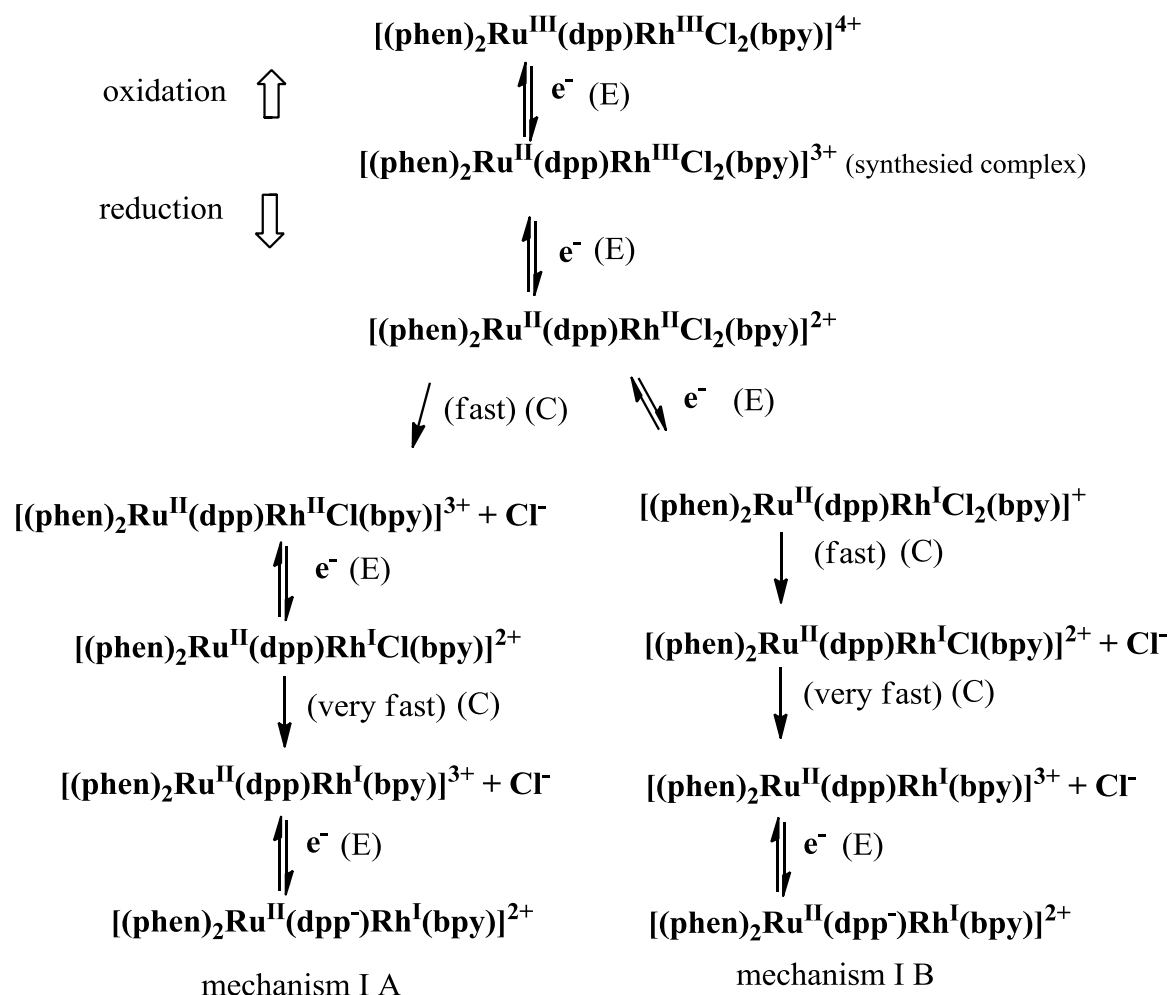 [(phen)₂Ruᴵᴵᴵ(dpp)RhᴵᴵᴵCl₂(bpy)]⁴⁺
oxidation
e⁻ (E)
[(phen)₂Ruᴵᴵ(dpp)RhᴵᴵᴵCl₂(bpy)]³⁺ (synthesied complex)
reduction
e⁻ (E)
[(phen)₂Ruᴵᴵ(dpp)RhᴵᴵCl₂(bpy)]²⁺
(fast) (C)
e⁻ (E)
[(phen)₂Ruᴵᴵ(dpp)RhᴵᴵCl(bpy)]³⁺ + Cl⁻
e⁻ (E)
[(phen)₂Ruᴵᴵ(dpp)RhᴵCl(bpy)]²⁺
(very fast) (C)
[(phen)₂Ruᴵᴵ(dpp)Rhᴵ(bpy)]³⁺ + Cl⁻
e⁻ (E)
[(phen)₂Ruᴵᴵ(dpp⁻)Rhᴵ(bpy)]²⁺
mechanism I A
[(phen)₂Ruᴵᴵ(dpp)RhᴵCl₂(bpy)]⁺
(fast) (C)
[(phen)₂Ruᴵᴵ(dpp)RhᴵCl(bpy)]²⁺ + Cl⁻
(very fast) (C)
[(phen)₂Ruᴵᴵ(dpp)Rhᴵ(bpy)]³⁺ + Cl⁻
e⁻ (E)
[(phen)₂Ruᴵᴵ(dpp⁻)Rhᴵ(bpy)]²⁺
mechanism I B